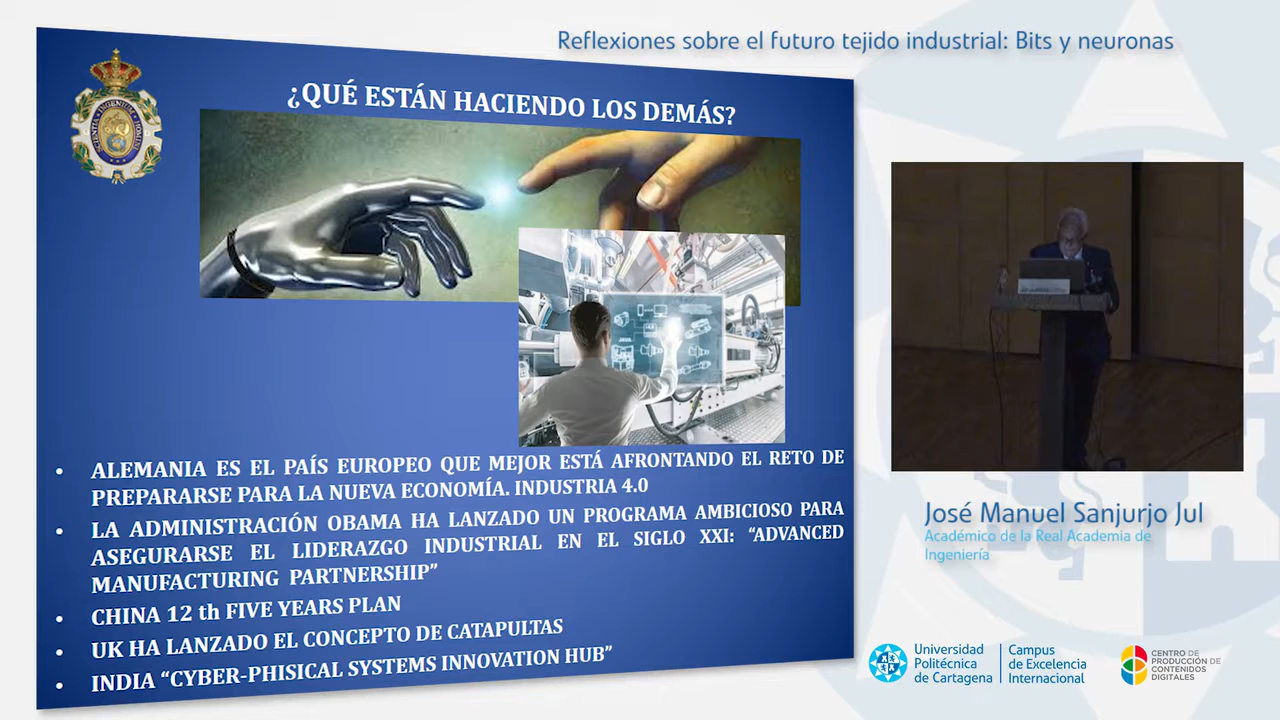 Reflexiones sobre el futuro tejido industrial: Bits y neuronas
¿QUÉ ESTÁN HACIENDO LOS DEMÁS?
SCIENTIA INGENIUM HOMINI
JAVA
• ALEMANIA ES EL PAÍS EUROPEO QUE MEJOR ESTÁ AFRONTANDO EL RETO DE
PREPARARSE PARA LA NUEVA ECONOMÍA. INDUSTRIA 4.0
• LA ADMINISTRACIÓN OBAMA HA LANZADO UN PROGRAMA AMBICIOSO PARA
ASEGURARSE EL LIDERAZGO INDUSTRIAL EN EL SIGLO XXI: “ADVANCED
MANUFACTURING PARTNERSHIP”
• CHINA 12 th FIVE YEARS PLAN
• UK HA LANZADO EL CONCEPTO DE CATAPULTAS
• INDIA “CYBER-PHISICAL SYSTEMS INNOVATION HUB”
José Manuel Sanjurjo Jul
Académico de la Real Academia de
Ingeniería
Universidad
Politécnica
de Cartagena
Campus
de Excelencia
Internacional
CENTRO DE
PRODUCCIÓN DE
CONTENIDOS
DIGITALES